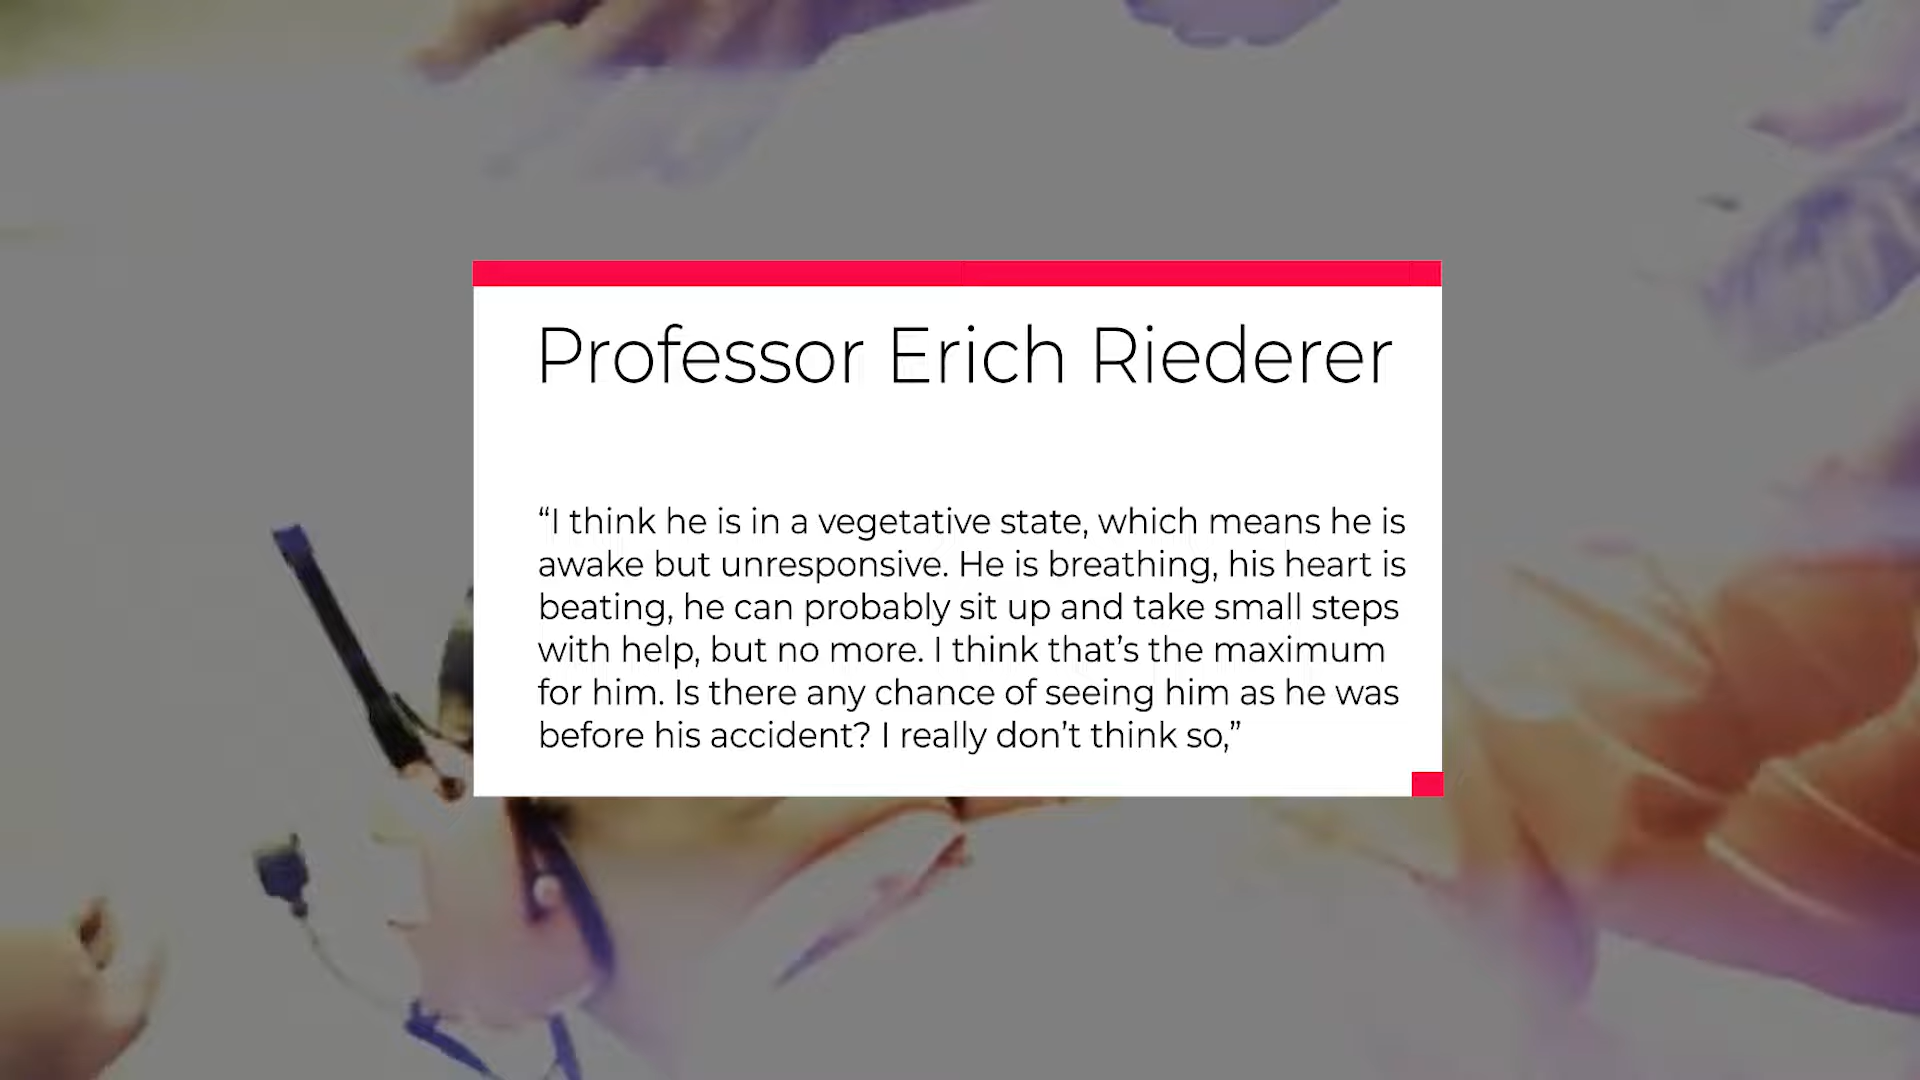 Professor Erich Riederer
“I think he is in a vegetative state, which means he is
awake but unresponsive. He is breathing, his heart is
beating, he can probably sit up and take small steps
with help, but no more. I think that’s the maximum
for him. Is there any chance of seeing him as he was
before his accident? I really don’t think so,”